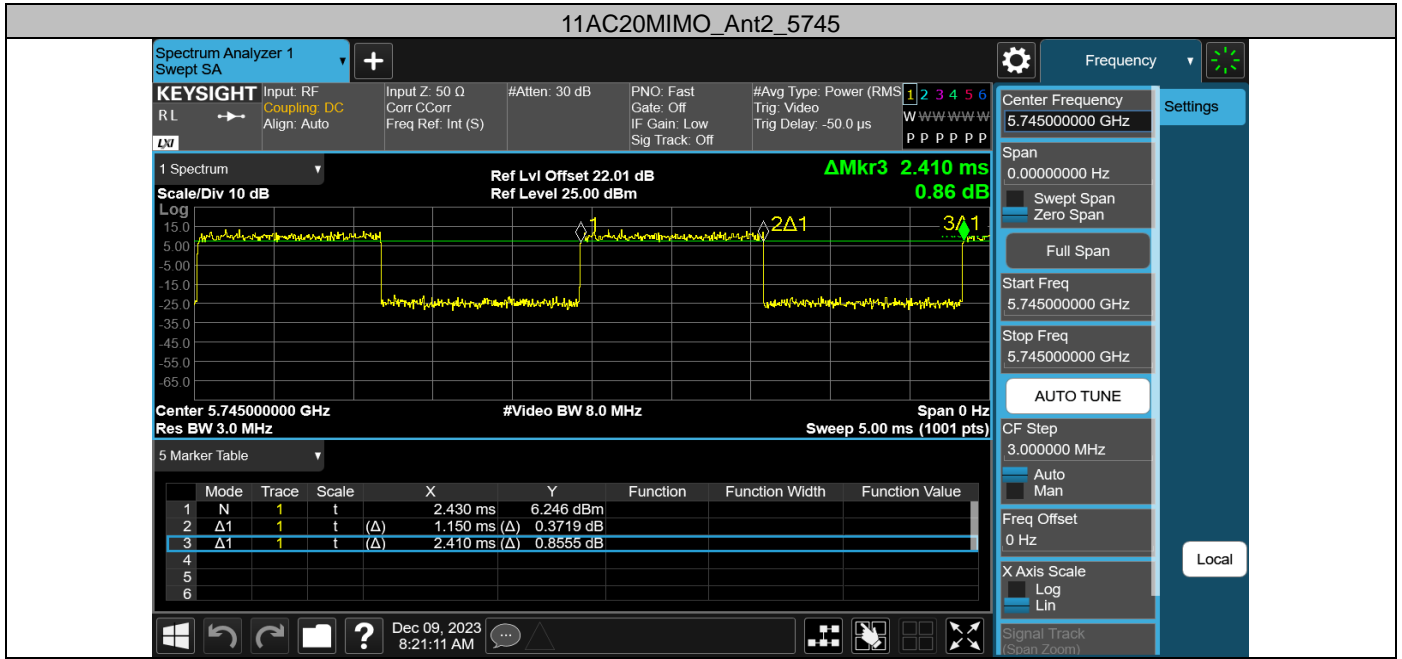 11AC20MIMO_Ant2_5745
Spectrum Analyzer 1
Swept SA
Frequency
KEYSIGHT
RL
LXI
Input: RF
Coupling: DC
Align: Auto
Input Z: 50 Ω
Corr CCorr
Freq Ref: Int (S)
#Atten: 30 dB
PNO: Fast
Gate: Off
IF Gain: Low
Sig Track: Off
#Avg Type: Power (RMS
Trig: Video
Trig Delay: -50.0 µs
1 2 3 4 5 6
W W W W W W
P P P P P P
1 Spectrum
Scale/Div 10 dB
Ref Lvl Offset 22.01 dB
Ref Level 25.00 dBm
ΔMkr3 2.410 ms
0.86 dB
Log
15.0
5.00
-5.00
-15.0
-25.0
-35.0
-45.0
-55.0
-65.0
1
2Δ1
3Δ1
Center 5.745000000 GHz
#Video BW 8.0 MHz
Span 0 Hz
Res BW 3.0 MHz
Sweep 5.00 ms (1001 pts)
5 Marker Table
Mode Trace Scale X Y Function Function Width Function Value
1 N 1 t 2.430 ms 6.246 dBm
2 Δ1 1 t (Δ) 1.150 ms (Δ) 0.3719 dB
3 Δ1 1 t (Δ) 2.410 ms (Δ) 0.8555 dB
4
5
6
?
Dec 09, 2023
8:21:11 AM
Center Frequency
5.745000000 GHz
Span
0.00000000 Hz
Swept Span
Zero Span
Full Span
Start Freq
5.745000000 GHz
Stop Freq
5.745000000 GHz
AUTO TUNE
CF Step
3.000000 MHz
Auto
Man
Freq Offset
0 Hz
X Axis Scale
Log
Lin
Signal Track
(Span Zoom)
Settings
Local